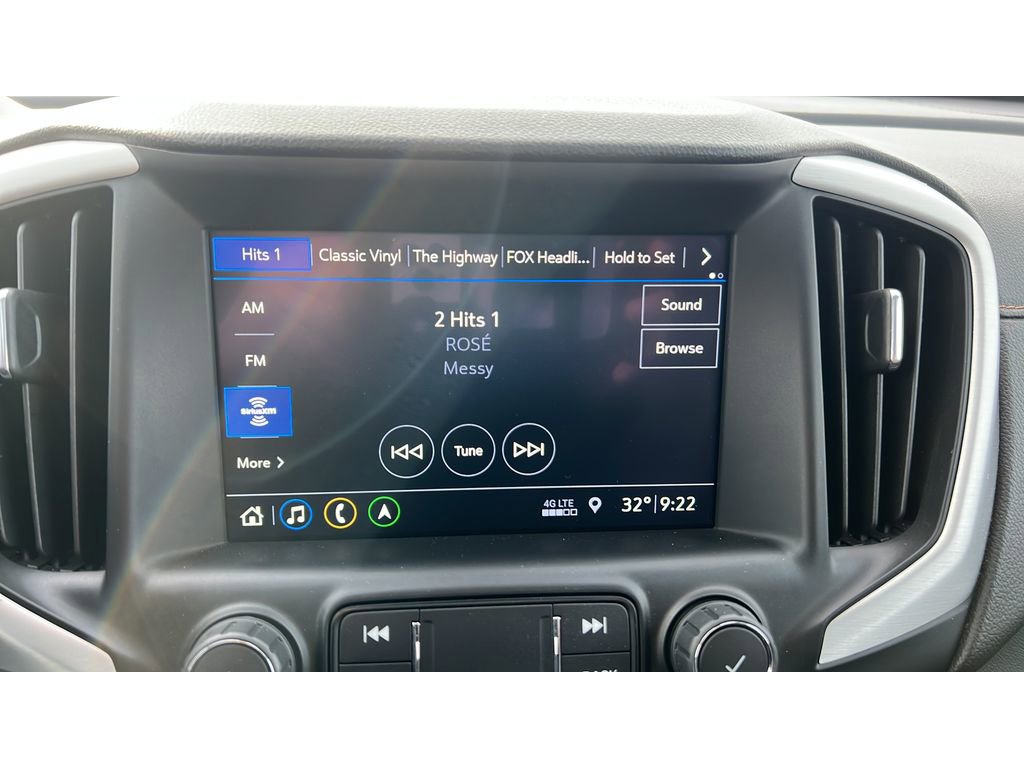 Hits 1 Classic Vinyl The Highway FOX Headli... Hold to Set
AM
FM
SiriusXM
More
2 Hits 1
ROSÉ
Messy
Sound
Browse
Tune
4G LTE
32° 9:22